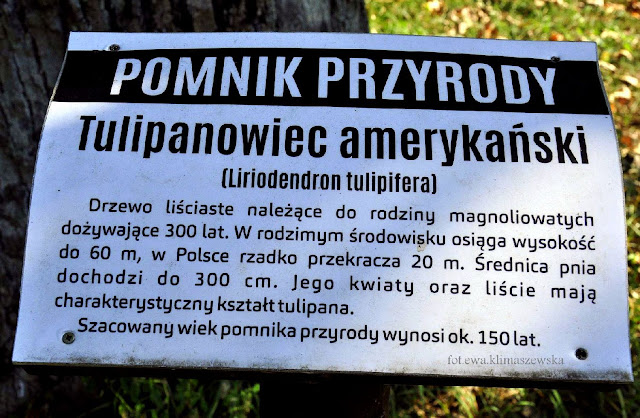 POMNIK PRZYRODY
Tulipanowiec amerykański
(Liriodendron tulipifera)
Drzewo liściaste należące do rodziny magnoliowatych
dożywające 300 lat. W rodzimym środowisku osiąga wysokość
do 60 m, w Polsce rzadko przekracza 20 m. Średnica pnia
dochodzi do 300 cm. Jego kwiaty oraz liście mają
charakterystyczny kształt tulipana.
Szacowany wiek pomnika przyrody wynosi ok. 150 lat.
fot.ewa.klimaszewska